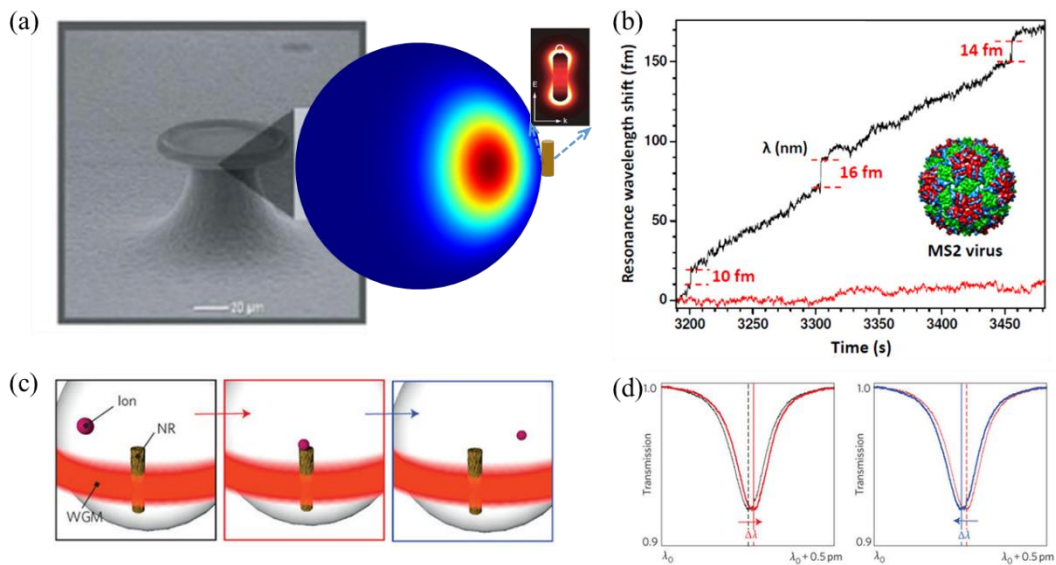 (a)
20 μm
E
k
(b)
Resonance wavelength shift (fm)
150
100
50
0
14 fm
λ (nm)
16 fm
10 fm
MS2 virus
3200
3250
3300
3350
3400
3450
Time (s)
(c)
Ion
NR
WGM
(d)
1.0
Transmission
0.9
Δλ
λ₀
λ₀ + 0.5 pm
1.0
Transmission
0.9
Δλ
λ₀
λ₀ + 0.5 pm